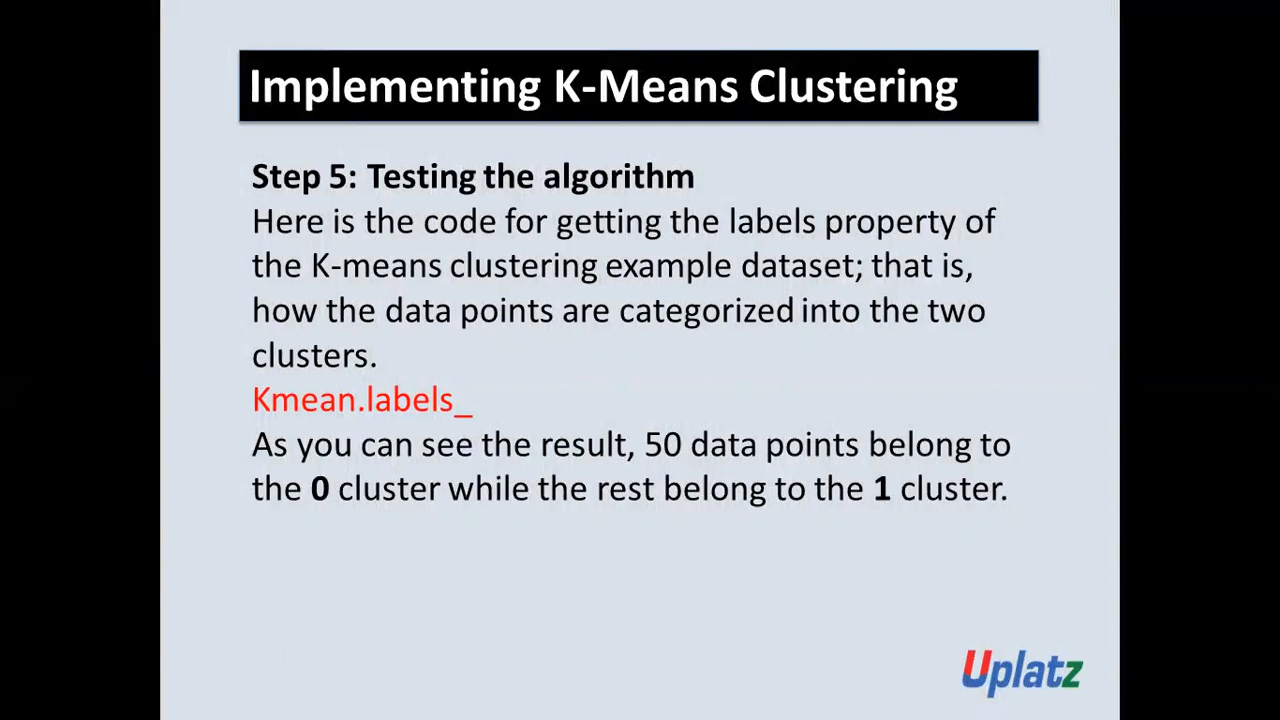 Implementing K-Means Clustering
Step 5: Testing the algorithm
Here is the code for getting the labels property of
the K-means clustering example dataset; that is,
how the data points are categorized into the two
clusters.
Kmean.labels_
As you can see the result, 50 data points belong to
the 0 cluster while the rest belong to the 1 cluster.
Uplatz